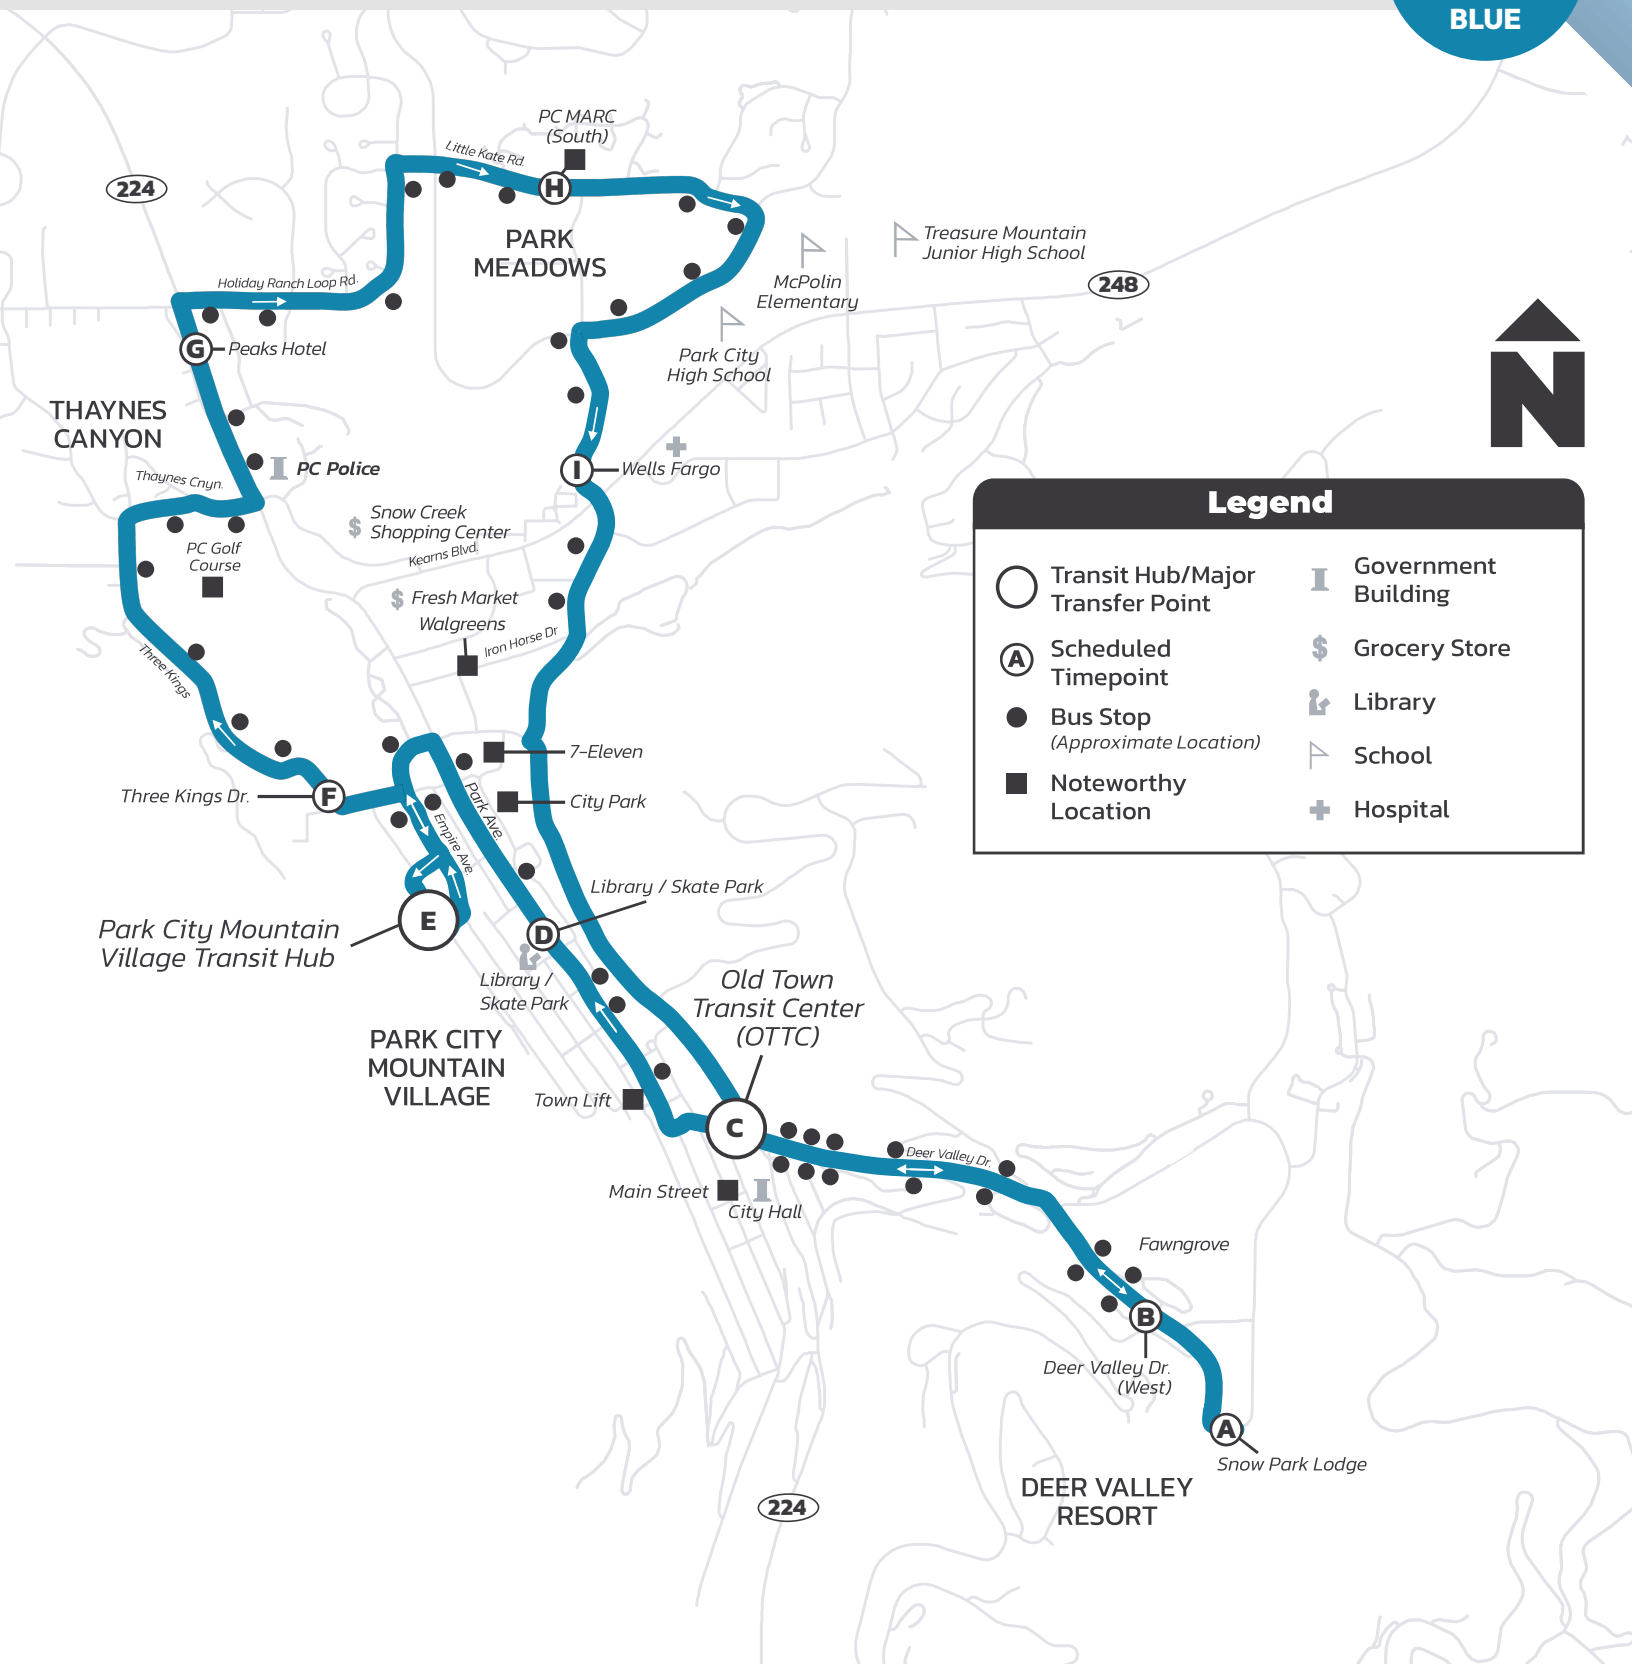 BLUE
PC MARC
(South)
Little Kate Rd.
H
224
PARK
MEADOWS
Treasure Mountain
Junior High School
McPolin
Elementary
248
Holiday Ranch Loop Rd.
G
Peaks Hotel
Park City
High School
N
THAYNES
CANYON
PC Police
Thaynes Cnyn.
I
Wells Fargo
$
Snow Creek
Shopping Center
Kearns Blvd.
PC Golf
Course
$
Fresh Market
Walgreens
Iron Horse Dr
Three Kings
7-Eleven
City Park
Park Ave.
Empire Ave.
Three Kings Dr.
F
Library / Skate Park
E
D
Park City Mountain
Village Transit Hub
Library /
Skate Park
Old Town
Transit Center
(OTTC)
PARK CITY
MOUNTAIN
VILLAGE
Town Lift
C
Deer Valley Dr.
Main Street
City Hall
Fawngrove
B
Deer Valley Dr.
(West)
A
Snow Park Lodge
DEER VALLEY
RESORT
224
Legend
Transit Hub/Major
Transfer Point
A
Scheduled
Timepoint
Bus Stop
(Approximate Location)
Noteworthy
Location
Government
Building
$
Grocery Store
Library
School
Hospital